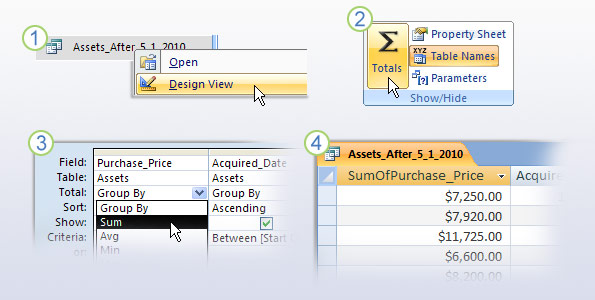 1
Assets_After_5_1_2010
Open
Design View
2
Totals
Property Sheet
Table Names
Parameters
Show/Hide
3
Field: Purchase_Price Acquired_Date
Table: Assets Assets
Total: Group By Group By
Sort: Group By Ascending
Show: Sum
Criteria: Avg Between [Start
or: Min
4
Assets_After_5_1_2010
SumOfPurchase_Price Acquire
$7,250.00
$7,920.00
$11,725.00
$6,600.00
$8,200.00